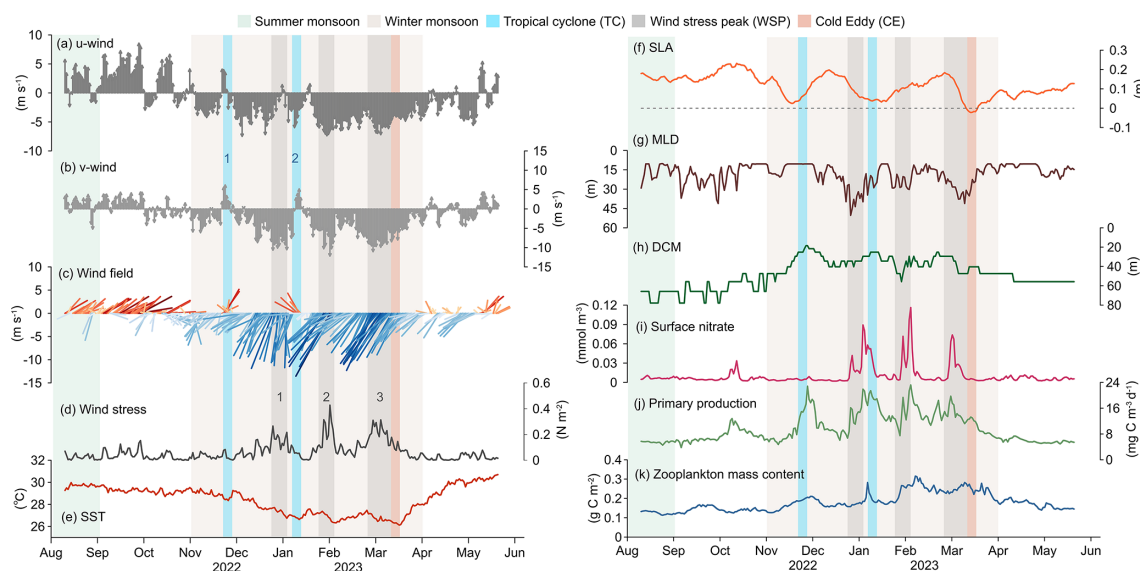 Summer monsoon Winter monsoon Tropical cyclone (TC) Wind stress peak (WSP) Cold Eddy (CE)
(a) u-wind
10
5
0
-5
-10
(m s⁻¹)
1 2
(b) v-wind
15
10
5
0
-5
-10
-15
(m s⁻¹)
(c) Wind field
10
5
0
-5
-10
-15
(m s⁻¹)
(d) Wind stress
1 2 3
0.6
0.4
0.2
0
(N m⁻²)
32
30
28
26
(°C)
(e) SST
Aug Sep Oct Nov Dec Jan Feb Mar Apr May Jun
2022 2023
(f) SLA
0.3
0.2
0.1
0
-0.1
(m)
(g) MLD
0
15
30
45
60
(m)
(h) DCM
0
20
40
60
80
(m)
0.12
0.09
0.06
0.03
0
(mmol m⁻³)
(i) Surface nitrate
(j) Primary production
24
16
8
0
(mg C m⁻³ d⁻¹)
(k) Zooplankton mass content
0.4
0.3
0.2
0.1
0
(g C m⁻²)
Aug Sep Oct Nov Dec Jan Feb Mar Apr May Jun
2022 2023